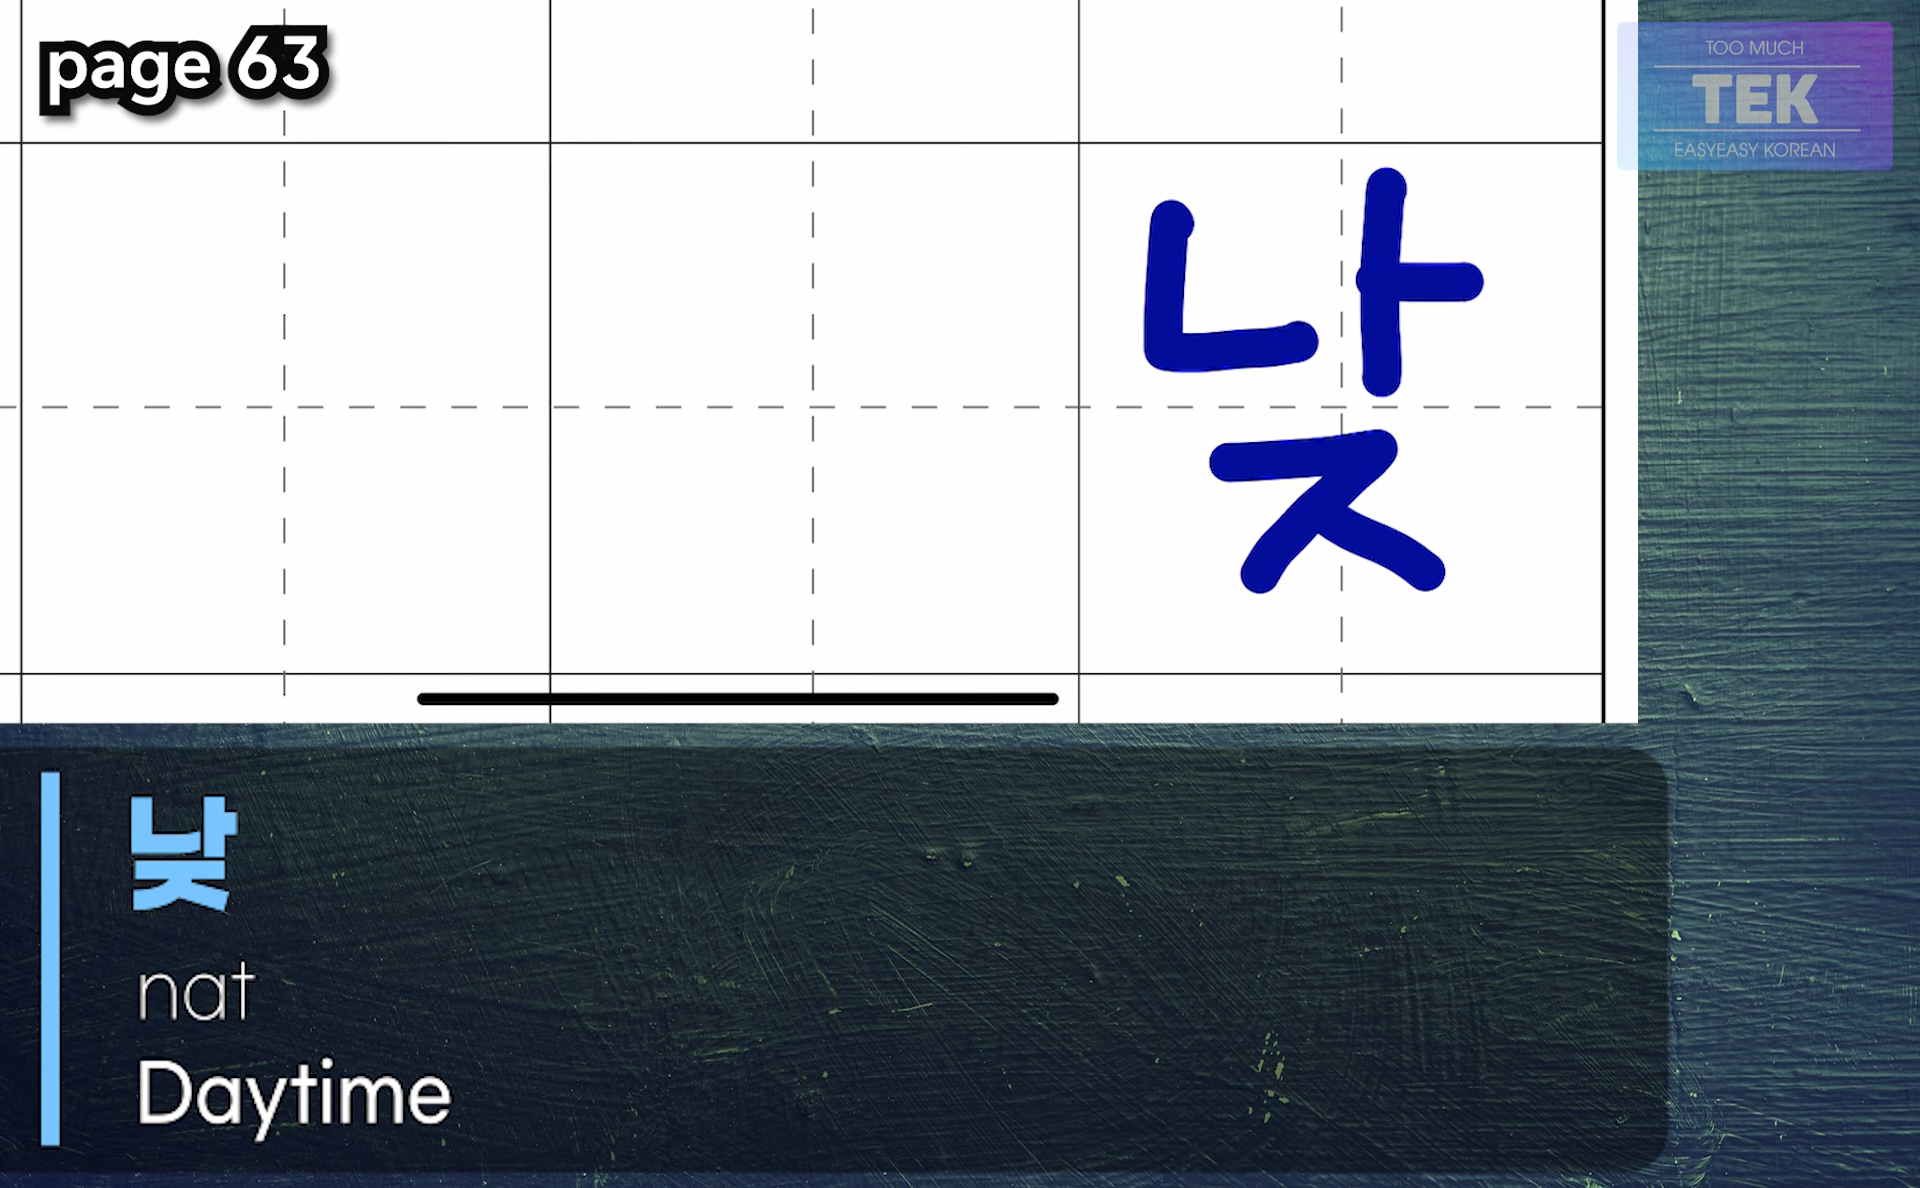 page 63
TOO MUCH
TEK
EASYEASY KOREAN
낮
낮
nat
Daytime